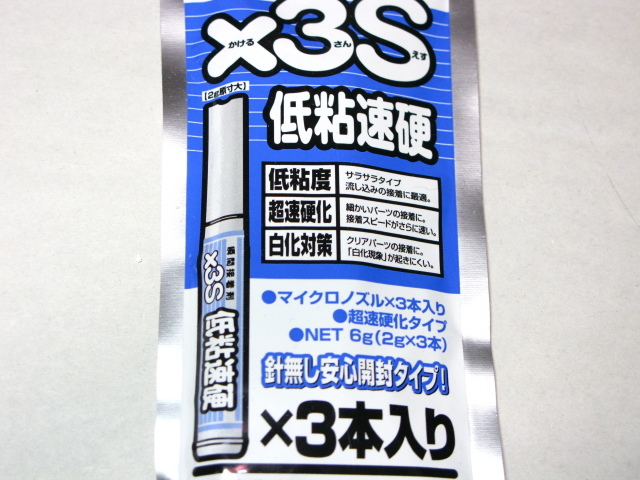 ×3S
かける さん えす
【2g原寸大】
低粘速硬
低粘度
サラサラタイプ
流し込みの接着に最適。
超速硬化
細かいパーツの接着に。
接着スピードがさらに速い。
白化対策
クリアパーツの接着に。
「白化現象」が起きにくい。
瞬間接着剤
×3S
低粘速硬
●マイクロノズル×3本入り
●超速硬化タイプ
●NET 6g(2g×3本)
針無し安心開封タイプ!
×3本入り